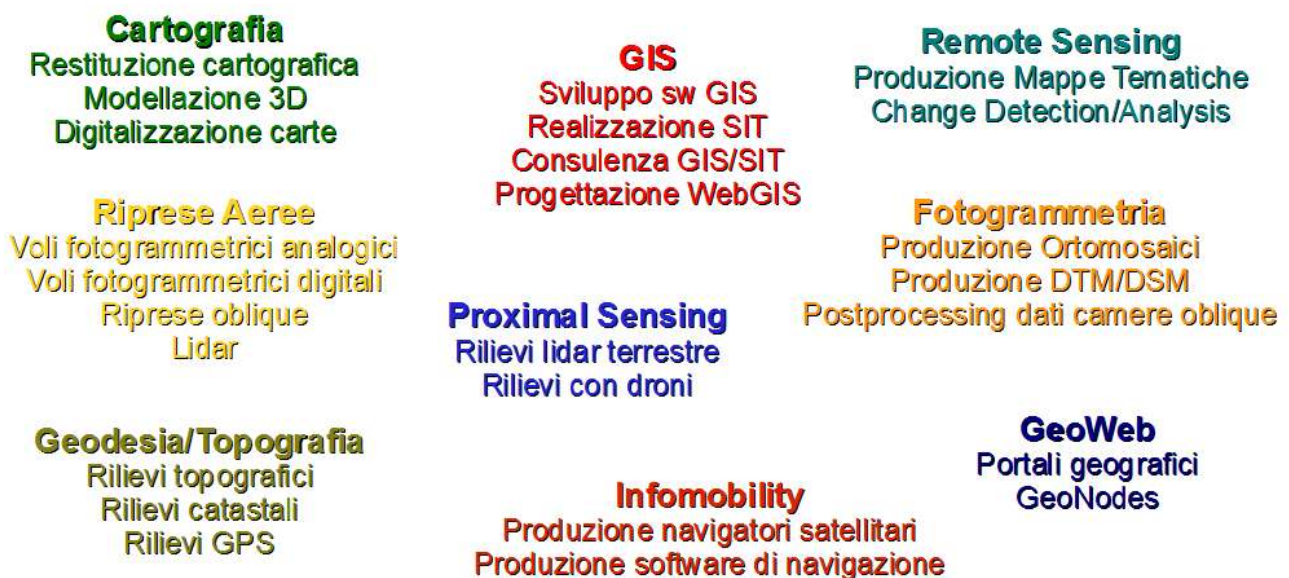 Cartografia
Restituzione cartografica
Modellazione 3D
Digitalizzazione carte
GIS
Sviluppo sw GIS
Realizzazione SIT
Consulenza GIS/SIT
Progettazione WebGIS
Remote Sensing
Produzione Mappe Tematiche
Change Detection/Analysis
Riprese Aeree
Voli fotogrammetrici analogici
Voli fotogrammetrici digitali
Riprese oblique
Lidar
Proximal Sensing
Rilievi lidar terrestre
Rilievi con droni
Fotogrammetria
Produzione Ortomosaici
Produzione DTM/DSM
Postprocessing dati camere oblique
Geodesia/Topografia
Rilievi topografici
Rilievi catastali
Rilievi GPS
Infomobility
Produzione navigatori satellitari
Produzione software di navigazione
GeoWeb
Portali geografici
GeoNodes